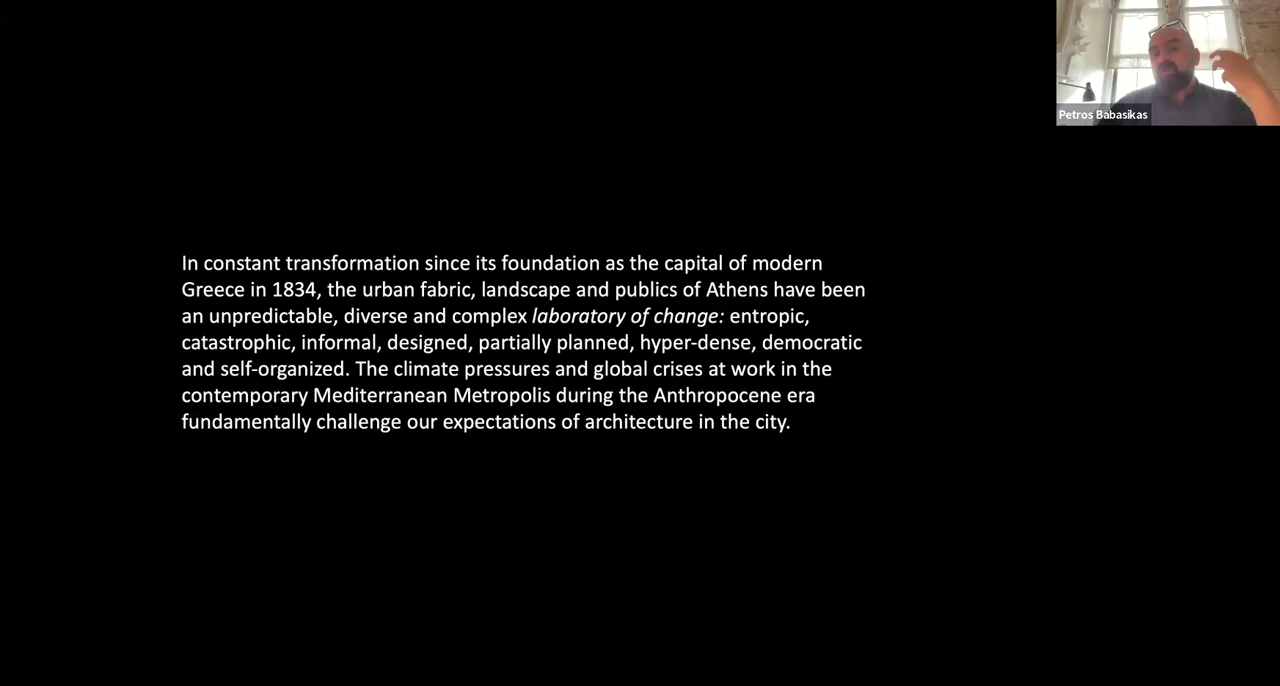 Petros Babasikas
In constant transformation since its foundation as the capital of modern
Greece in 1834, the urban fabric, landscape and publics of Athens have been
an unpredictable, diverse and complex laboratory of change: entropic,
catastrophic, informal, designed, partially planned, hyper-dense, democratic
and self-organized. The climate pressures and global crises at work in the
contemporary Mediterranean Metropolis during the Anthropocene era
fundamentally challenge our expectations of architecture in the city.